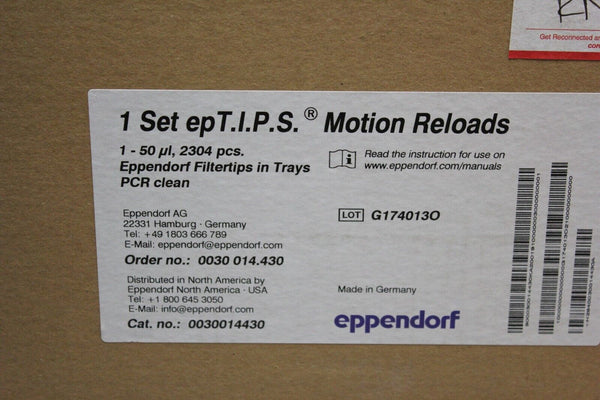 Get Reconnected
1 Set epT.I.P.S.® Motion Reloads
1 - 50 µl, 2304 pcs.
Eppendorf Filtertips in Trays
PCR clean
Read the instruction for use on
www.eppendorf.com/manuals
Eppendorf AG
22331 Hamburg · Germany
Tel: +49 1803 666 789
E-Mail: eppendorf@eppendorf.com
Order no.: 0030 014.430
LOT G174013O
Distributed in North America by
Eppendorf North America · USA
Tel: +1 800 645 3050
E-Mail: info@eppendorf.com
Cat. no.: 0030014430
Made in Germany
eppendorf